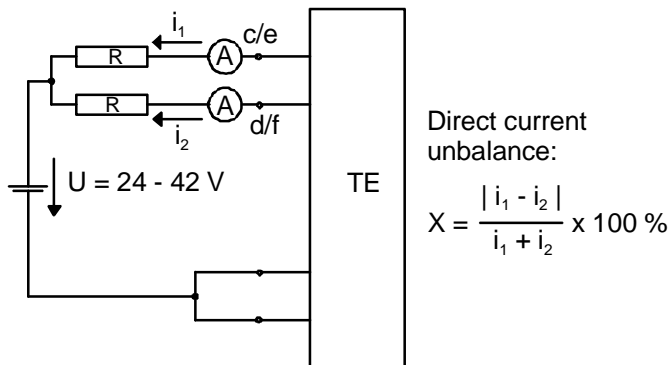 i1
c/e
R
A
R
A
d/f
i2
U = 24 - 42 V
TE
Direct current
unbalance:
X = | i1 - i2 | / i1 + i2 x 100 %